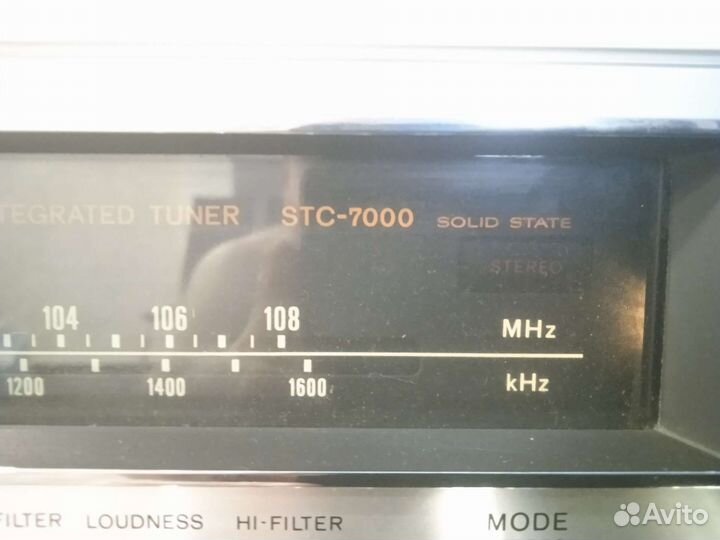 TEGRATED TUNER STC-7000 SOLID STATE
STEREO
104 106 108 MHz
1200 1400 1600 kHz
FILTER LOUDNESS HI-FILTER MODE
Avito